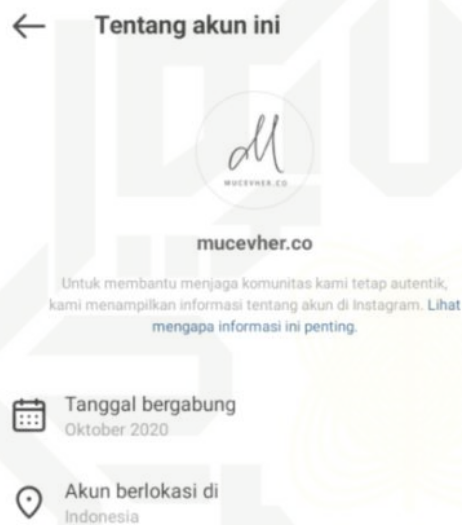 Tentang akun ini
MUCEVHER.CO
mucevher.co
Untuk membantu menjaga komunitas kami tetap autentik,
kami menampilkan informasi tentang akun di Instagram. Lihat
mengapa informasi ini penting.
Tanggal bergabung
Oktober 2020
Akun berlokasi di
Indonesia